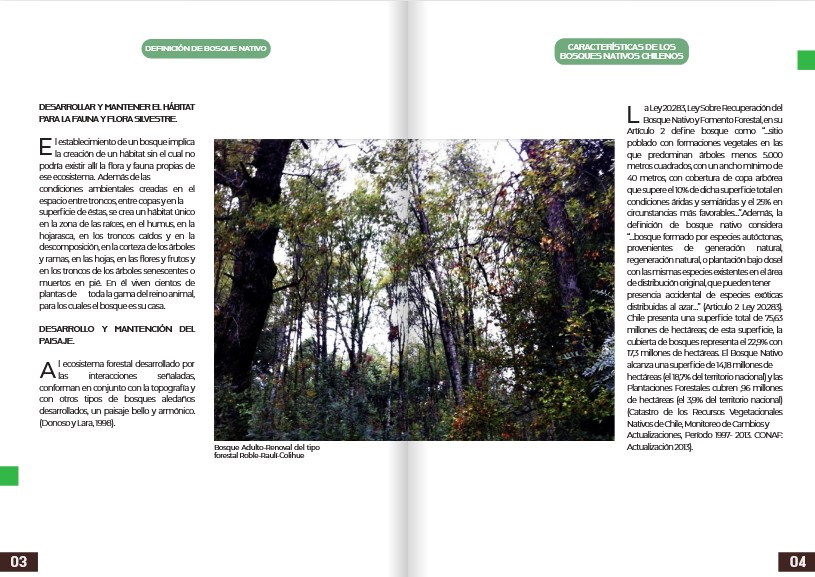 DEFINICIÓN DE BOSQUE NATIVO
DESARROLLAR Y MANTENER EL HÁBITAT
PARA LA FAUNA Y FLORA SILVESTRE.
El establecimiento de un bosque implica
la creación de un hábitat sin el cual no
podría existir allí la flora y fauna propias de
ese ecosistema. Además de las
condiciones ambientales creadas en el
espacio entre troncos, entre copas y en la
superficie de éstas, se crea un hábitat único
en la zona de las raíces, en el humus, en la
hojarasca, en los troncos caídos y en la
descomposición, en la corteza de los árboles
y ramas, en las hojas, en las flores y frutos y
en los troncos de los árboles senescentes o
muertos en pié. En él viven cientos de
plantas de toda la gama del reino animal,
para los cuales el bosque es su casa.
DESARROLLO Y MANTENCIÓN DEL
PAISAJE.
Al ecosistema forestal desarrollado por
las interacciones señaladas,
conforman en conjunto con la topografía y
con otros tipos de bosques aledaños
desarrollados, un paisaje bello y armónico.
(Donoso y Lara, 1998).
Bosque Adulto-Renoval del tipo
forestal Roble-Raulí-Colihue
03
CARACTERÍSTICAS DE LOS
BOSQUES NATIVOS CHILENOS
La Ley 20.283, Ley Sobre Recuperación del
Bosque Nativo y Fomento Forestal, en su
Artículo 2 define bosque como “...sitio
poblado con formaciones vegetales en las
que predominan árboles menos 5.000
metros cuadrados, con un ancho mínimo de
40 metros, con cobertura de copa arbórea
que supere el 10% de dicha superficie total en
condiciones áridas y semiáridas y el 25% en
circunstancias más favorables...”.Además, la
definición de bosque nativo considera
“...bosque formado por especies autóctonas,
provenientes de generación natural,
regeneración natural, o plantación bajo dosel
con las mismas especies existentes en el área
de distribución original, que pueden tener
presencia accidental de especies exóticas
distribuidas al azar...” (Artículo 2 Ley 20.283).
Chile presenta una superficie total de 75,63
millones de hectáreas; de esta superficie, la
cubierta de bosques representa el 22,9% con
17,3 millones de hectáreas. El Bosque Nativo
alcanza una superficie de 14,18 millones de
hectáreas (el 18,7% del territorio nacional) y las
Plantaciones Forestales cubren ,96 millones
de hectáreas (el 3,9% del territorio nacional)
(Catastro de los Recursos Vegetacionales
Nativos de Chile, Monitoreo de Cambios y
Actualizaciones, Período 1997- 2013. CONAF:
Actualización 2013).
04